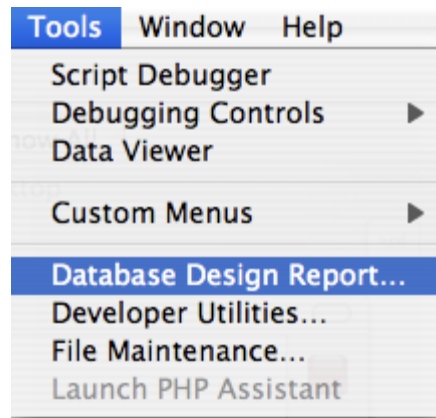 Tools Window Help
Script Debugger
Debugging Controls
Data Viewer
Custom Menus
Database Design Report...
Developer Utilities...
File Maintenance...
Launch PHP Assistant